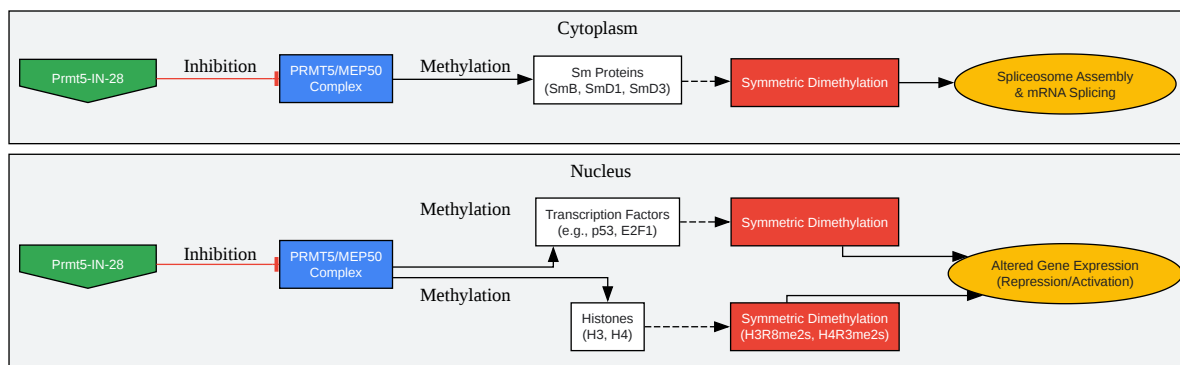 Cytoplasm
Prmt5-IN-28
Inhibition
PRMT5/MEP50
Complex
Methylation
Sm Proteins
(SmB, SmD1, SmD3)
Symmetric Dimethylation
Spliceosome Assembly
& mRNA Splicing
Nucleus
Prmt5-IN-28
Inhibition
PRMT5/MEP50
Complex
Methylation
Transcription Factors
(e.g., p53, E2F1)
Symmetric Dimethylation
Methylation
Histones
(H3, H4)
Symmetric Dimethylation
(H3R8me2s, H4R3me2s)
Altered Gene Expression
(Repression/Activation)